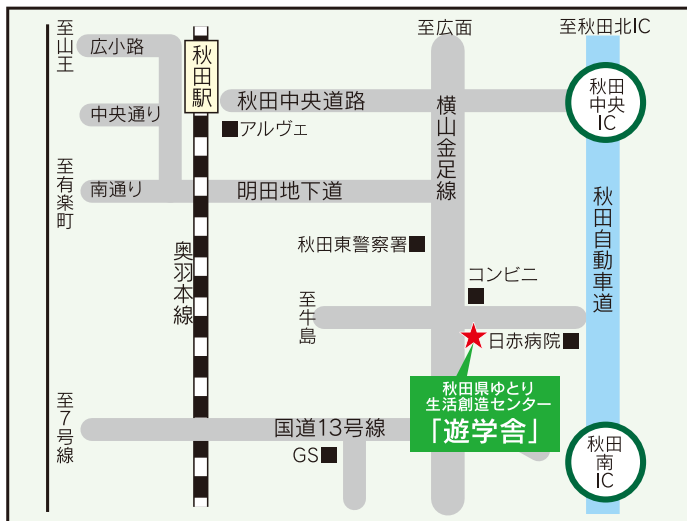 至広面
至秋田北IC
至山王
広小路
秋田駅
秋田中央道路
秋田
中央
IC
中央通り
アルヴェ
横山金足線
至有楽町
南通り
明田地下道
秋田自動車道
奥羽本線
秋田東警察署
コンビニ
至牛島
日赤病院
秋田県ゆとり
生活創造センター
「遊学舎」
至7号線
国道13号線
GS
秋田
南
IC